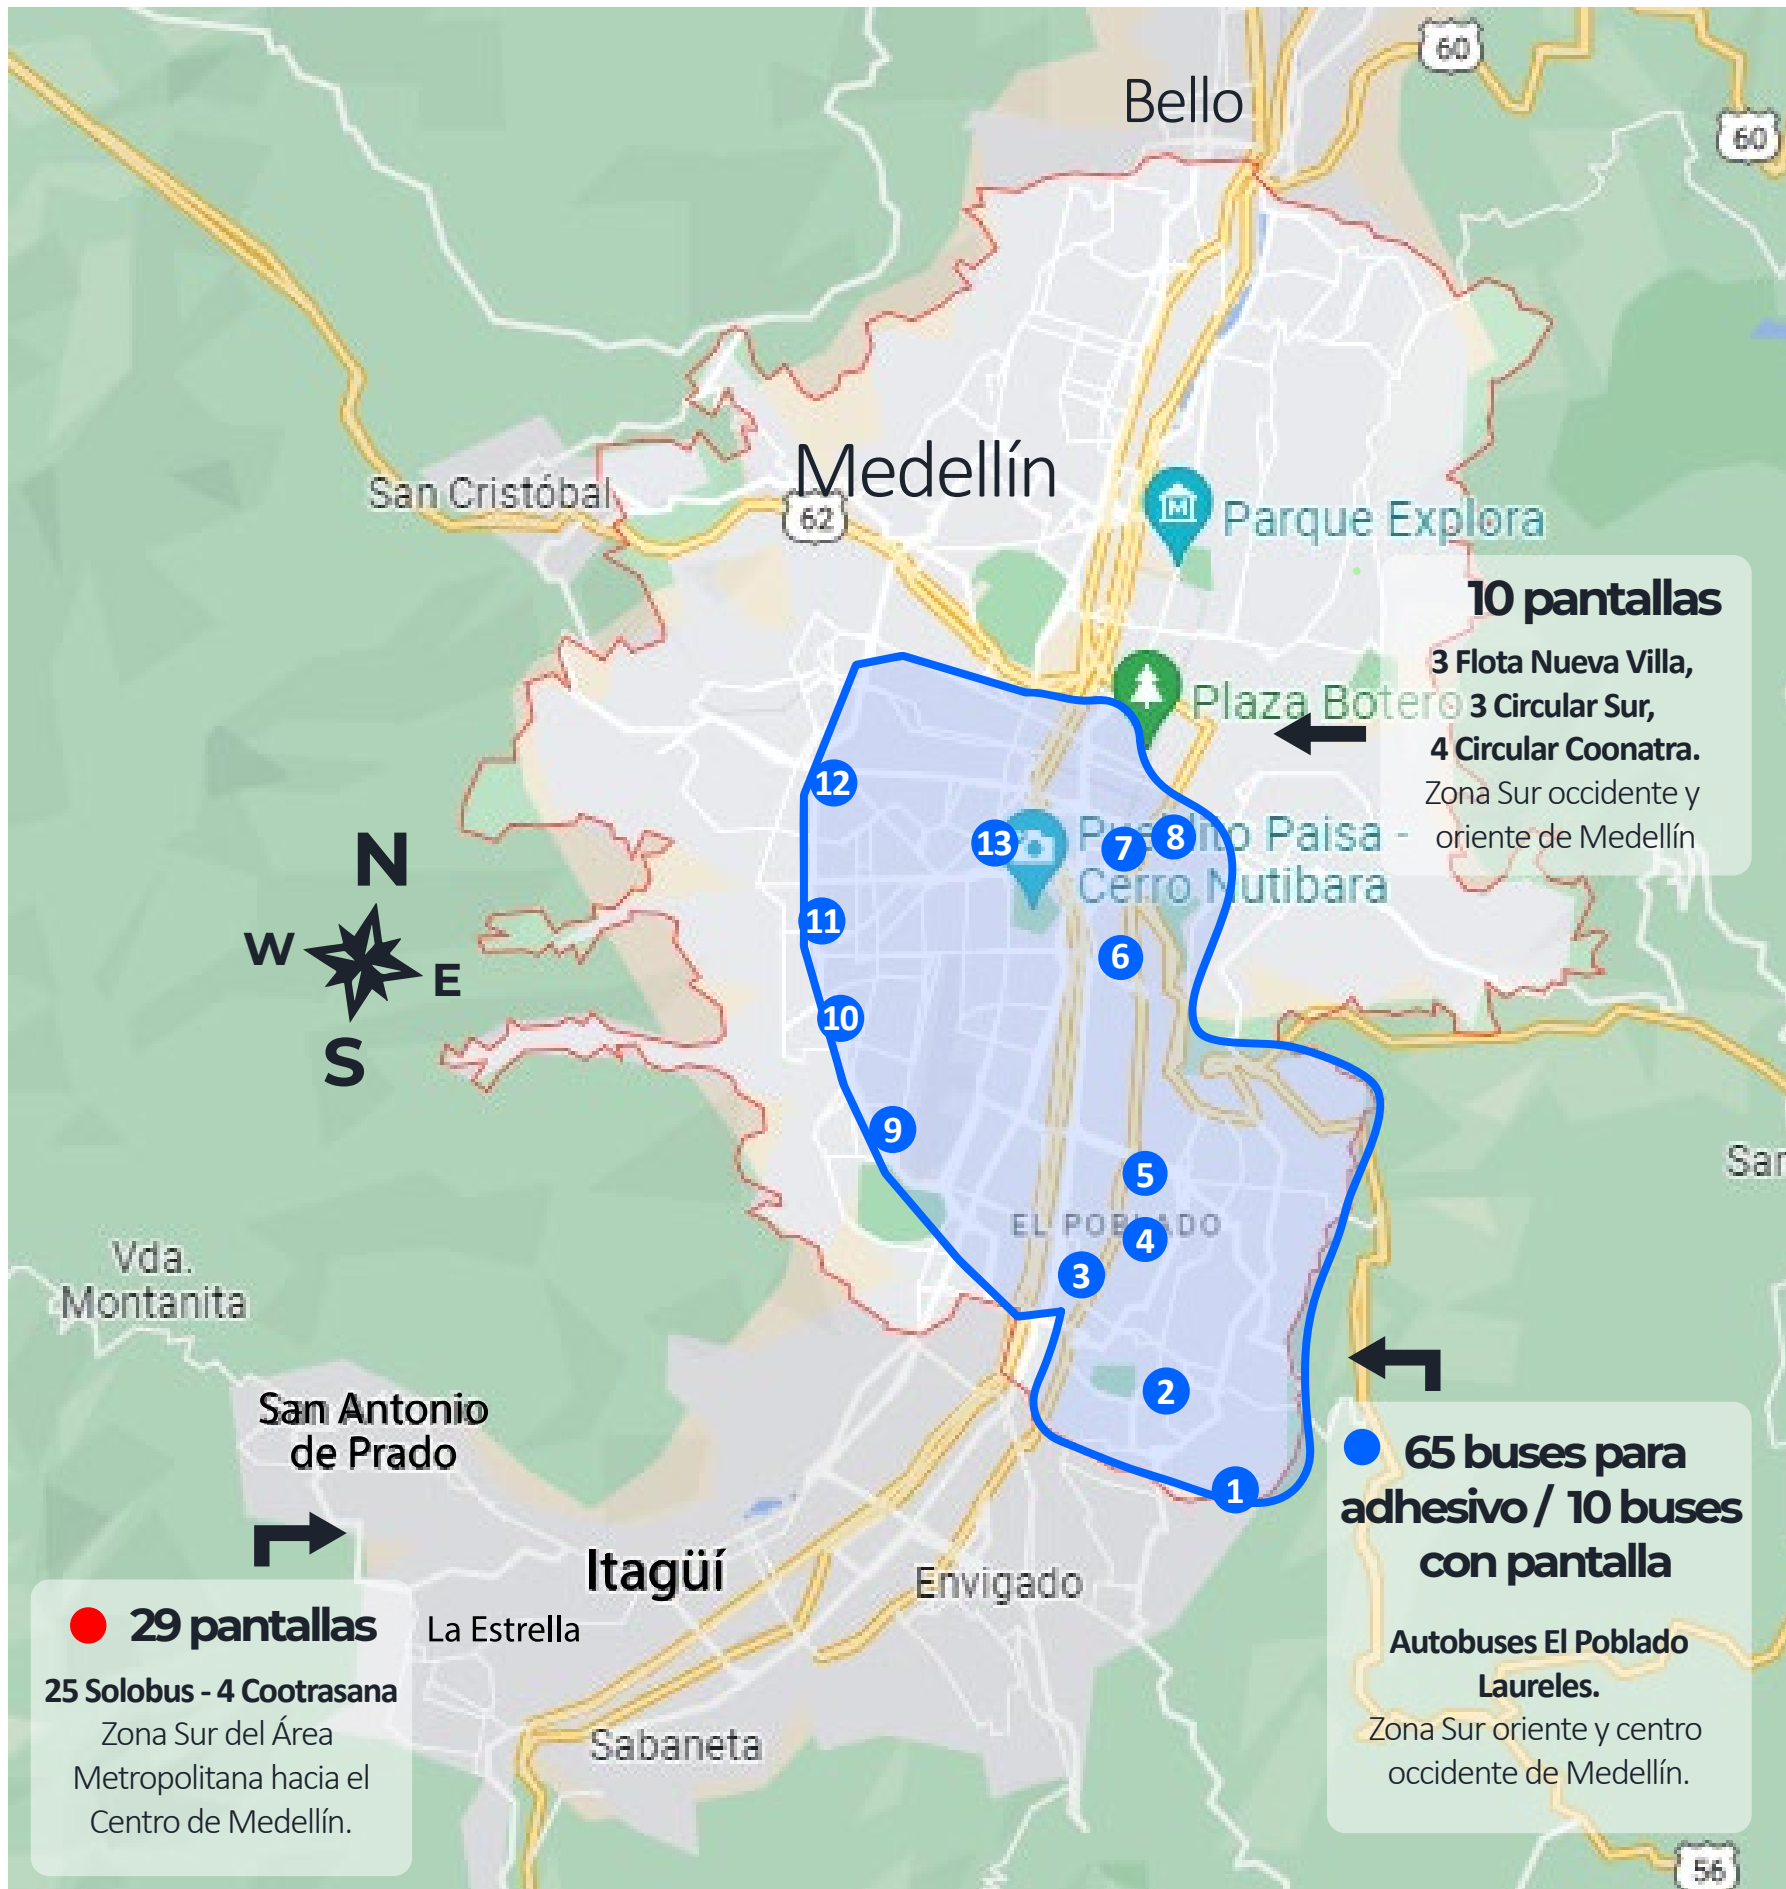 60
Bello
60
Medellín
San Cristóbal
62
Parque Explora
10 pantallas
3 Flota Nueva Villa,
Plaza Botero
3 Circular Sur,
4 Circular Coonatra.
Zona Sur occidente y
oriente de Medellín
12
13
Pueblito Paisa -
7
8
Cerro Nutibara
N
W
E
S
11
6
10
9
5
EL POBLADO
4
3
Vda.
Montanita
2
1
San Antonio
de Prado
65 buses para
adhesivo / 10 buses
con pantalla
Autobuses El Poblado
Laureles.
Zona Sur oriente y centro
occidente de Medellín.
Itagüí
Envigado
La Estrella
29 pantallas
25 Solobus - 4 Cootrasana
Zona Sur del Área
Metropolitana hacia el
Centro de Medellín.
Sabaneta
56